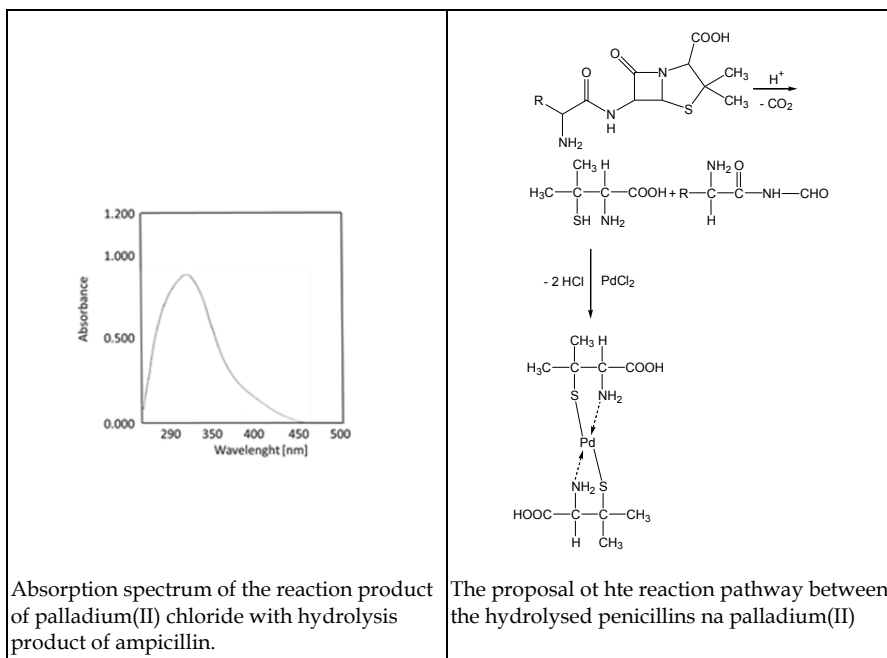 1.200
1.000
0.500
0.000
Absorbance
290 350 400 450 500
Wavelenght [nm]
Absorption spectrum of the reaction product
of palladium(II) chloride with hydrolysis
product of ampicillin.
COOH
O
N
CH₃
CH₃
S
O
R
N
H
NH₂
H⁺
- CO₂
CH₃ H
H₃C—C—C—COOH
SH NH₂
+
NH₂ O
R—C—C—NH—CHO
H
- 2 HCl PdCl₂
CH₃ H
H₃C—C—C—COOH
S NH₂
Pd
NH₂ S
HOOC—C—C—CH₃
H CH₃
The proposal ot hte reaction pathway between
the hydrolysed penicillins na palladium(II)